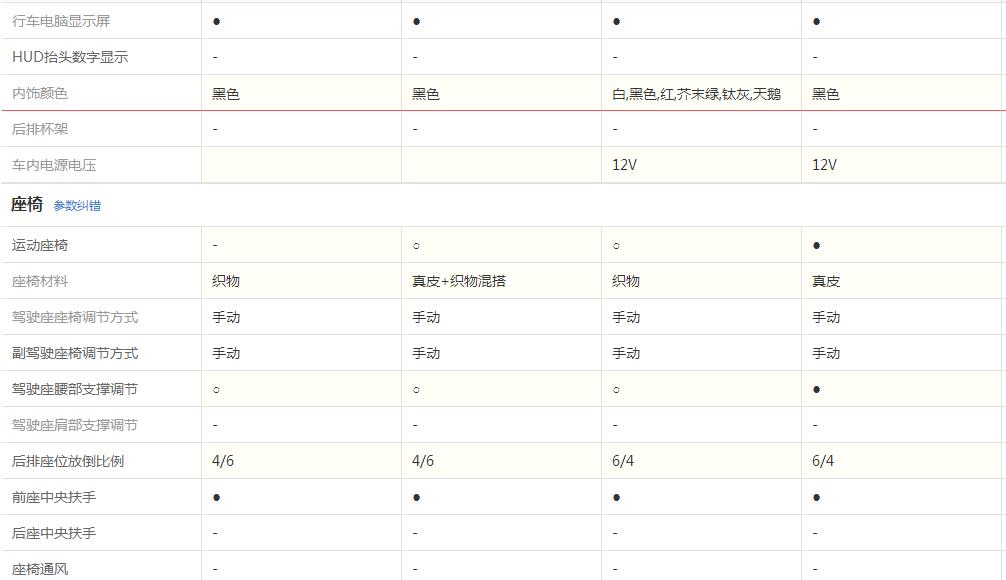 行车电脑显示屏 ● ● ● ●
HUD抬头数字显示 - - - -
内饰颜色 黑色 黑色 白,黑色,红,芥末绿,钛灰,天鹅 黑色
后排杯架 - - - -
车内电源电压 12V 12V
座椅 参数纠错
运动座椅 - ○ ○ ●
座椅材料 织物 真皮+织物混搭 织物 真皮
驾驶座座椅调节方式 手动 手动 手动 手动
副驾驶座椅调节方式 手动 手动 手动 手动
驾驶座腰部支撑调节 ○ ○ ○ ●
驾驶座肩部支撑调节 - - - -
后排座位放倒比例 4/6 4/6 6/4 6/4
前座中央扶手 ● ● ● ●
后座中央扶手 - - - -
座椅通风 - - - -